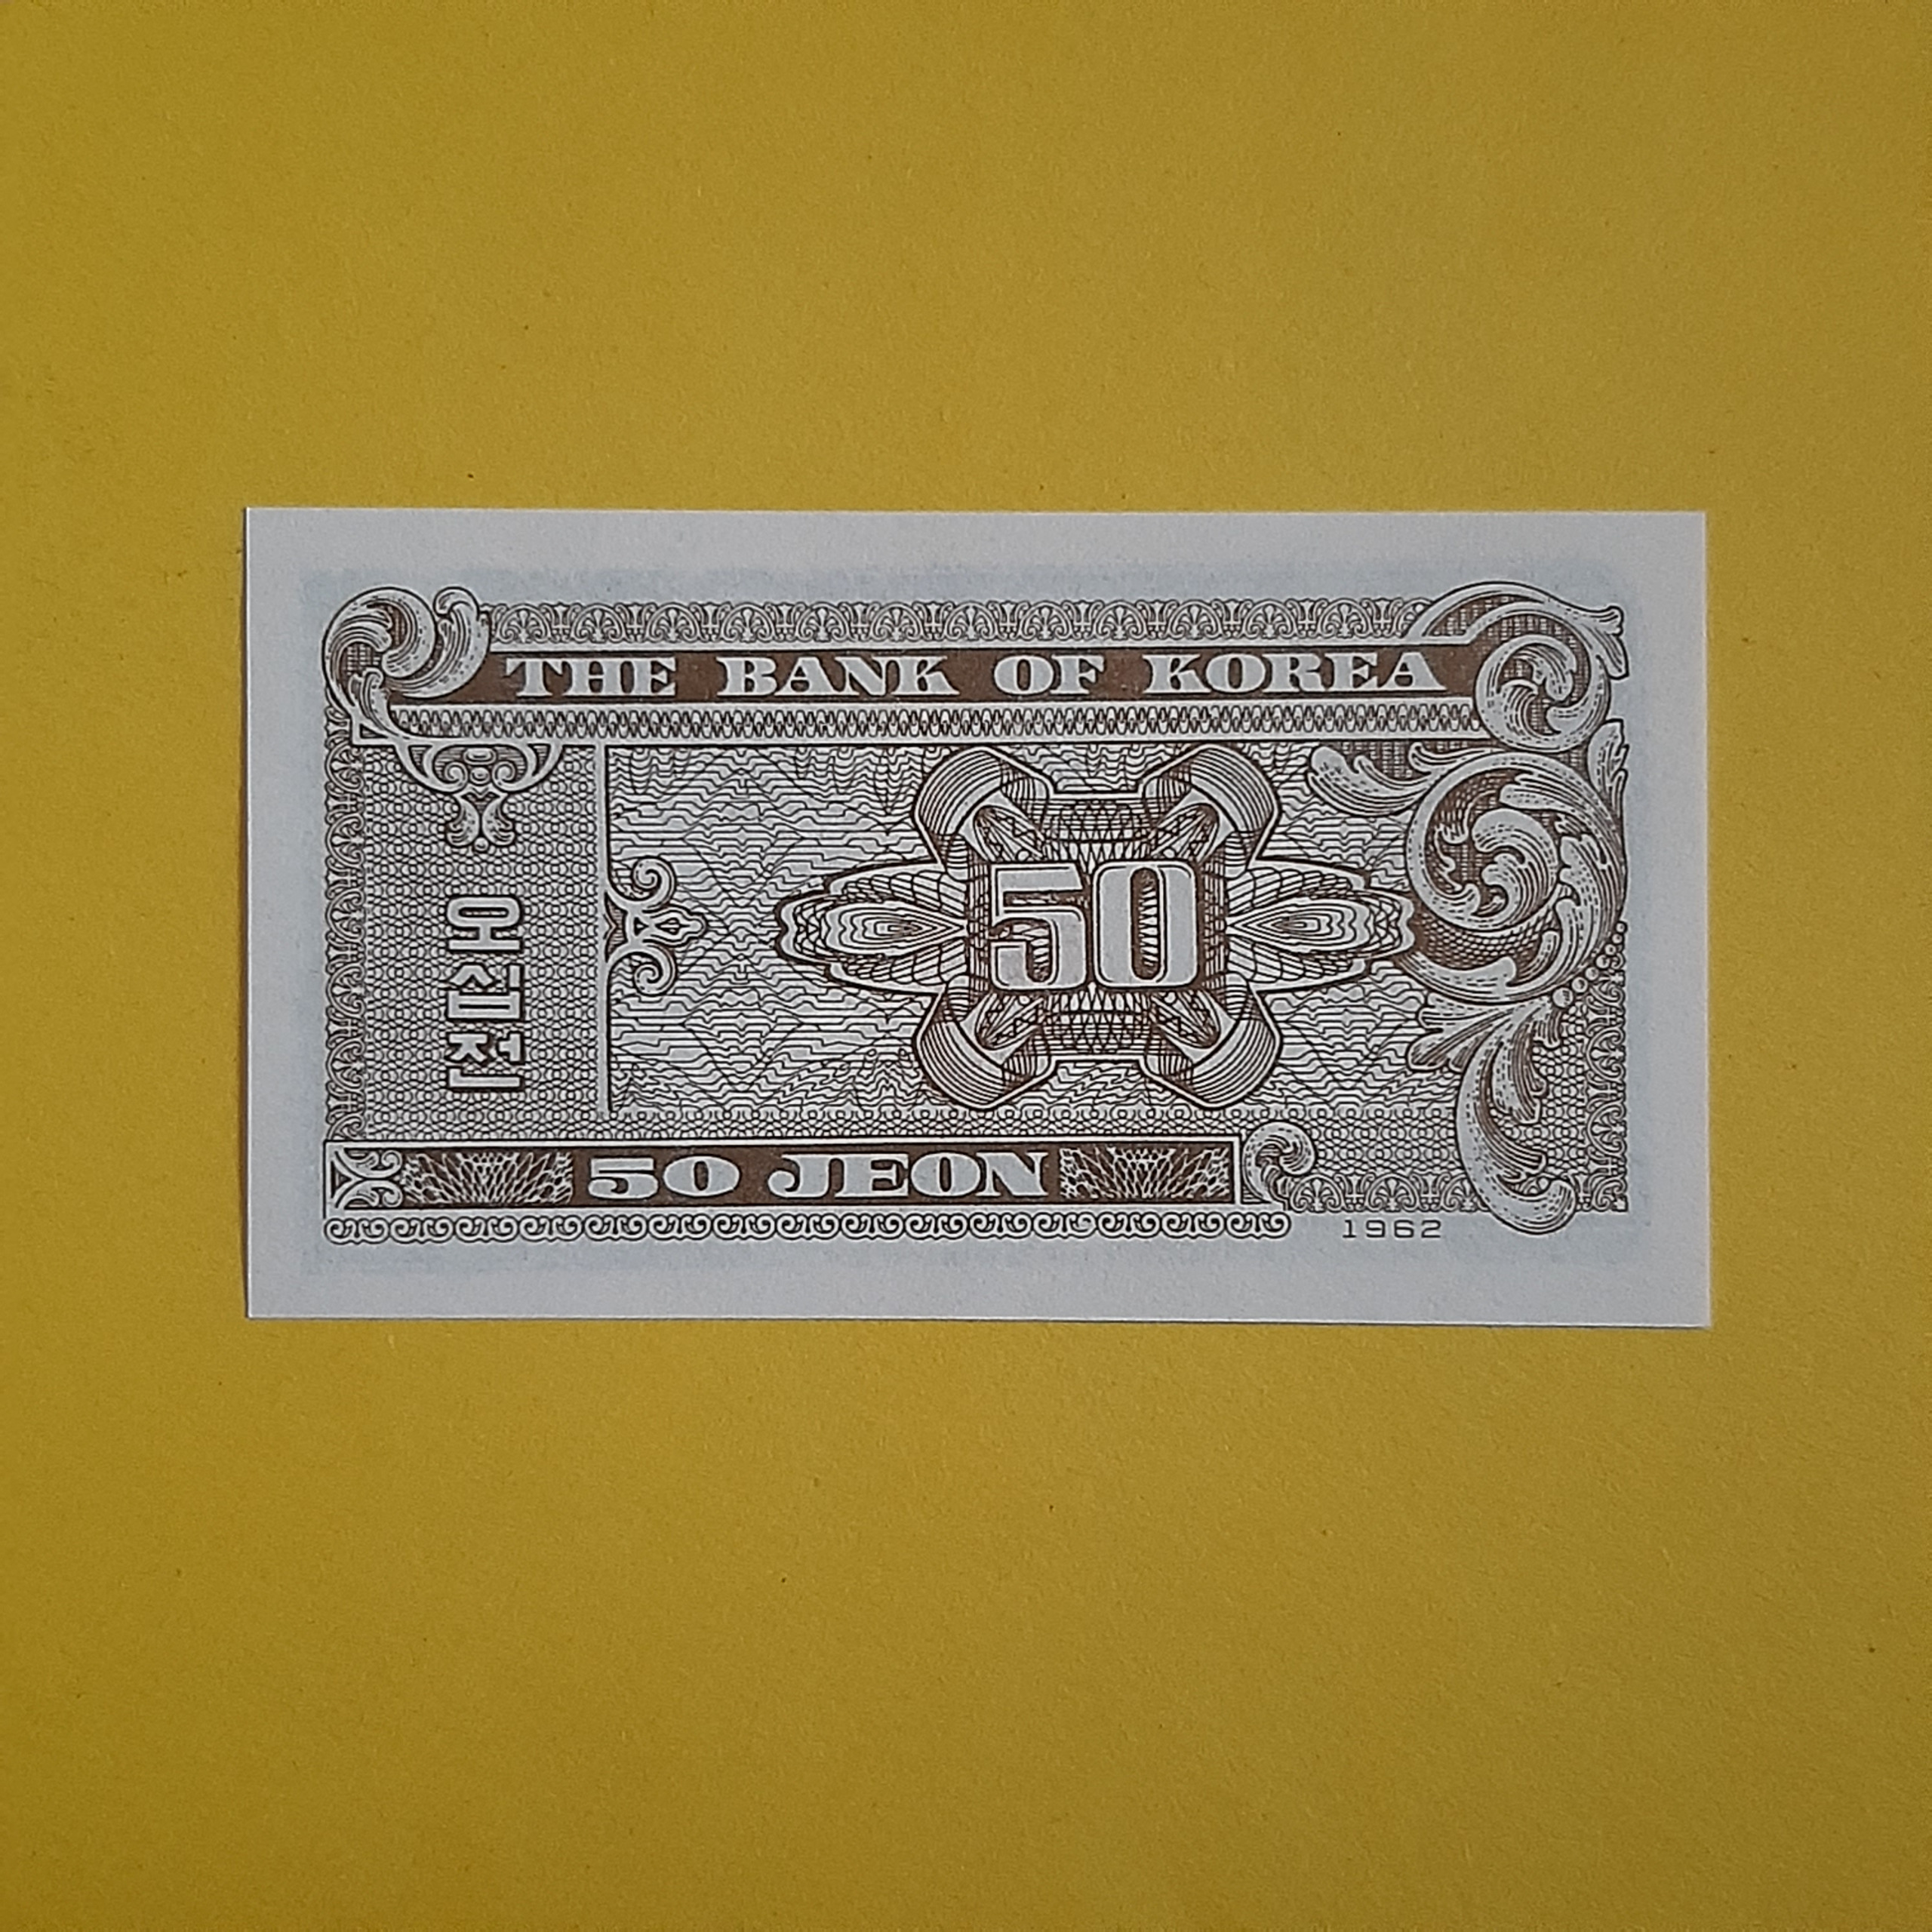 THE BANK OF KOREA
오십전
50
50 JEON
1962